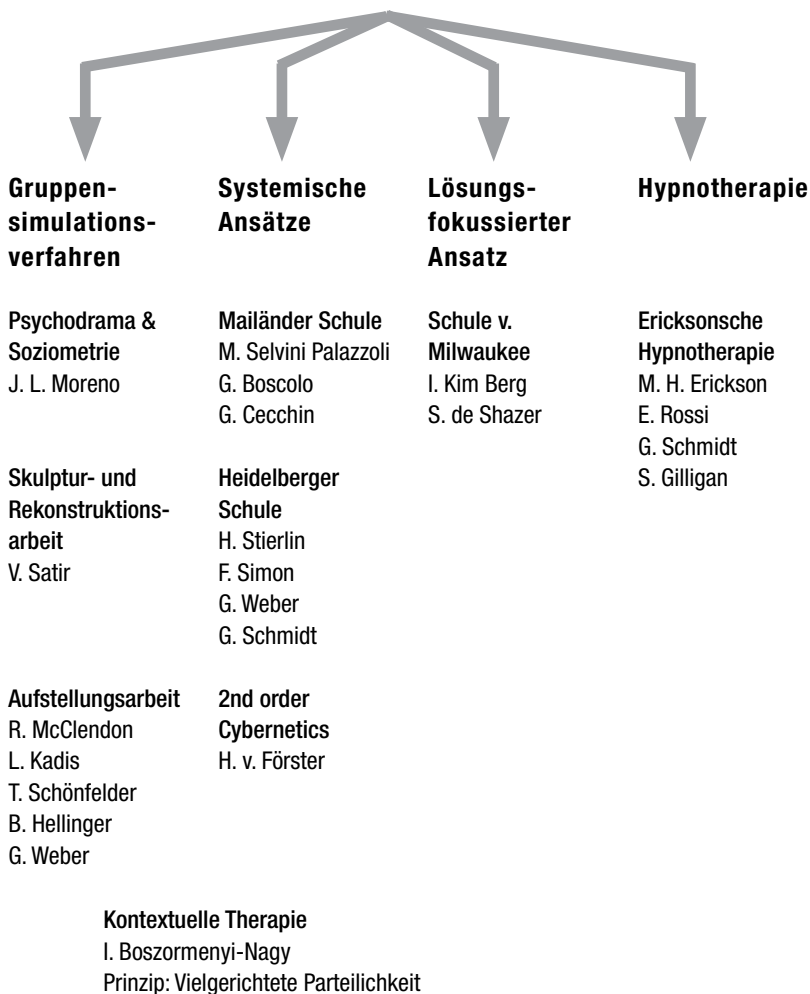 Gruppen-
simulations-
verfahren
Psychodrama &
Soziometrie
J. L. Moreno
Skulptur- und
Rekonstruktions-
arbeit
V. Satir
Aufstellungsarbeit
R. McClendon
L. Kadis
T. Schönfelder
B. Hellinger
G. Weber
Systemische
Ansätze
Mailänder Schule
M. Selvini Palazzoli
G. Boscolo
G. Cecchin
Heidelberger
Schule
H. Stierlin
F. Simon
G. Weber
G. Schmidt
2nd order
Cybernetics
H. v. Förster
Lösungs-
fokussierter
Ansatz
Schule v.
Milwaukee
I. Kim Berg
S. de Shazer
Hypnotherapie
Ericksonsche
Hypnotherapie
M. H. Erickson
E. Rossi
G. Schmidt
S. Gilligan
Kontextuelle Therapie
I. Boszormenyi-Nagy
Prinzip: Vielgerichtete Parteilichkeit